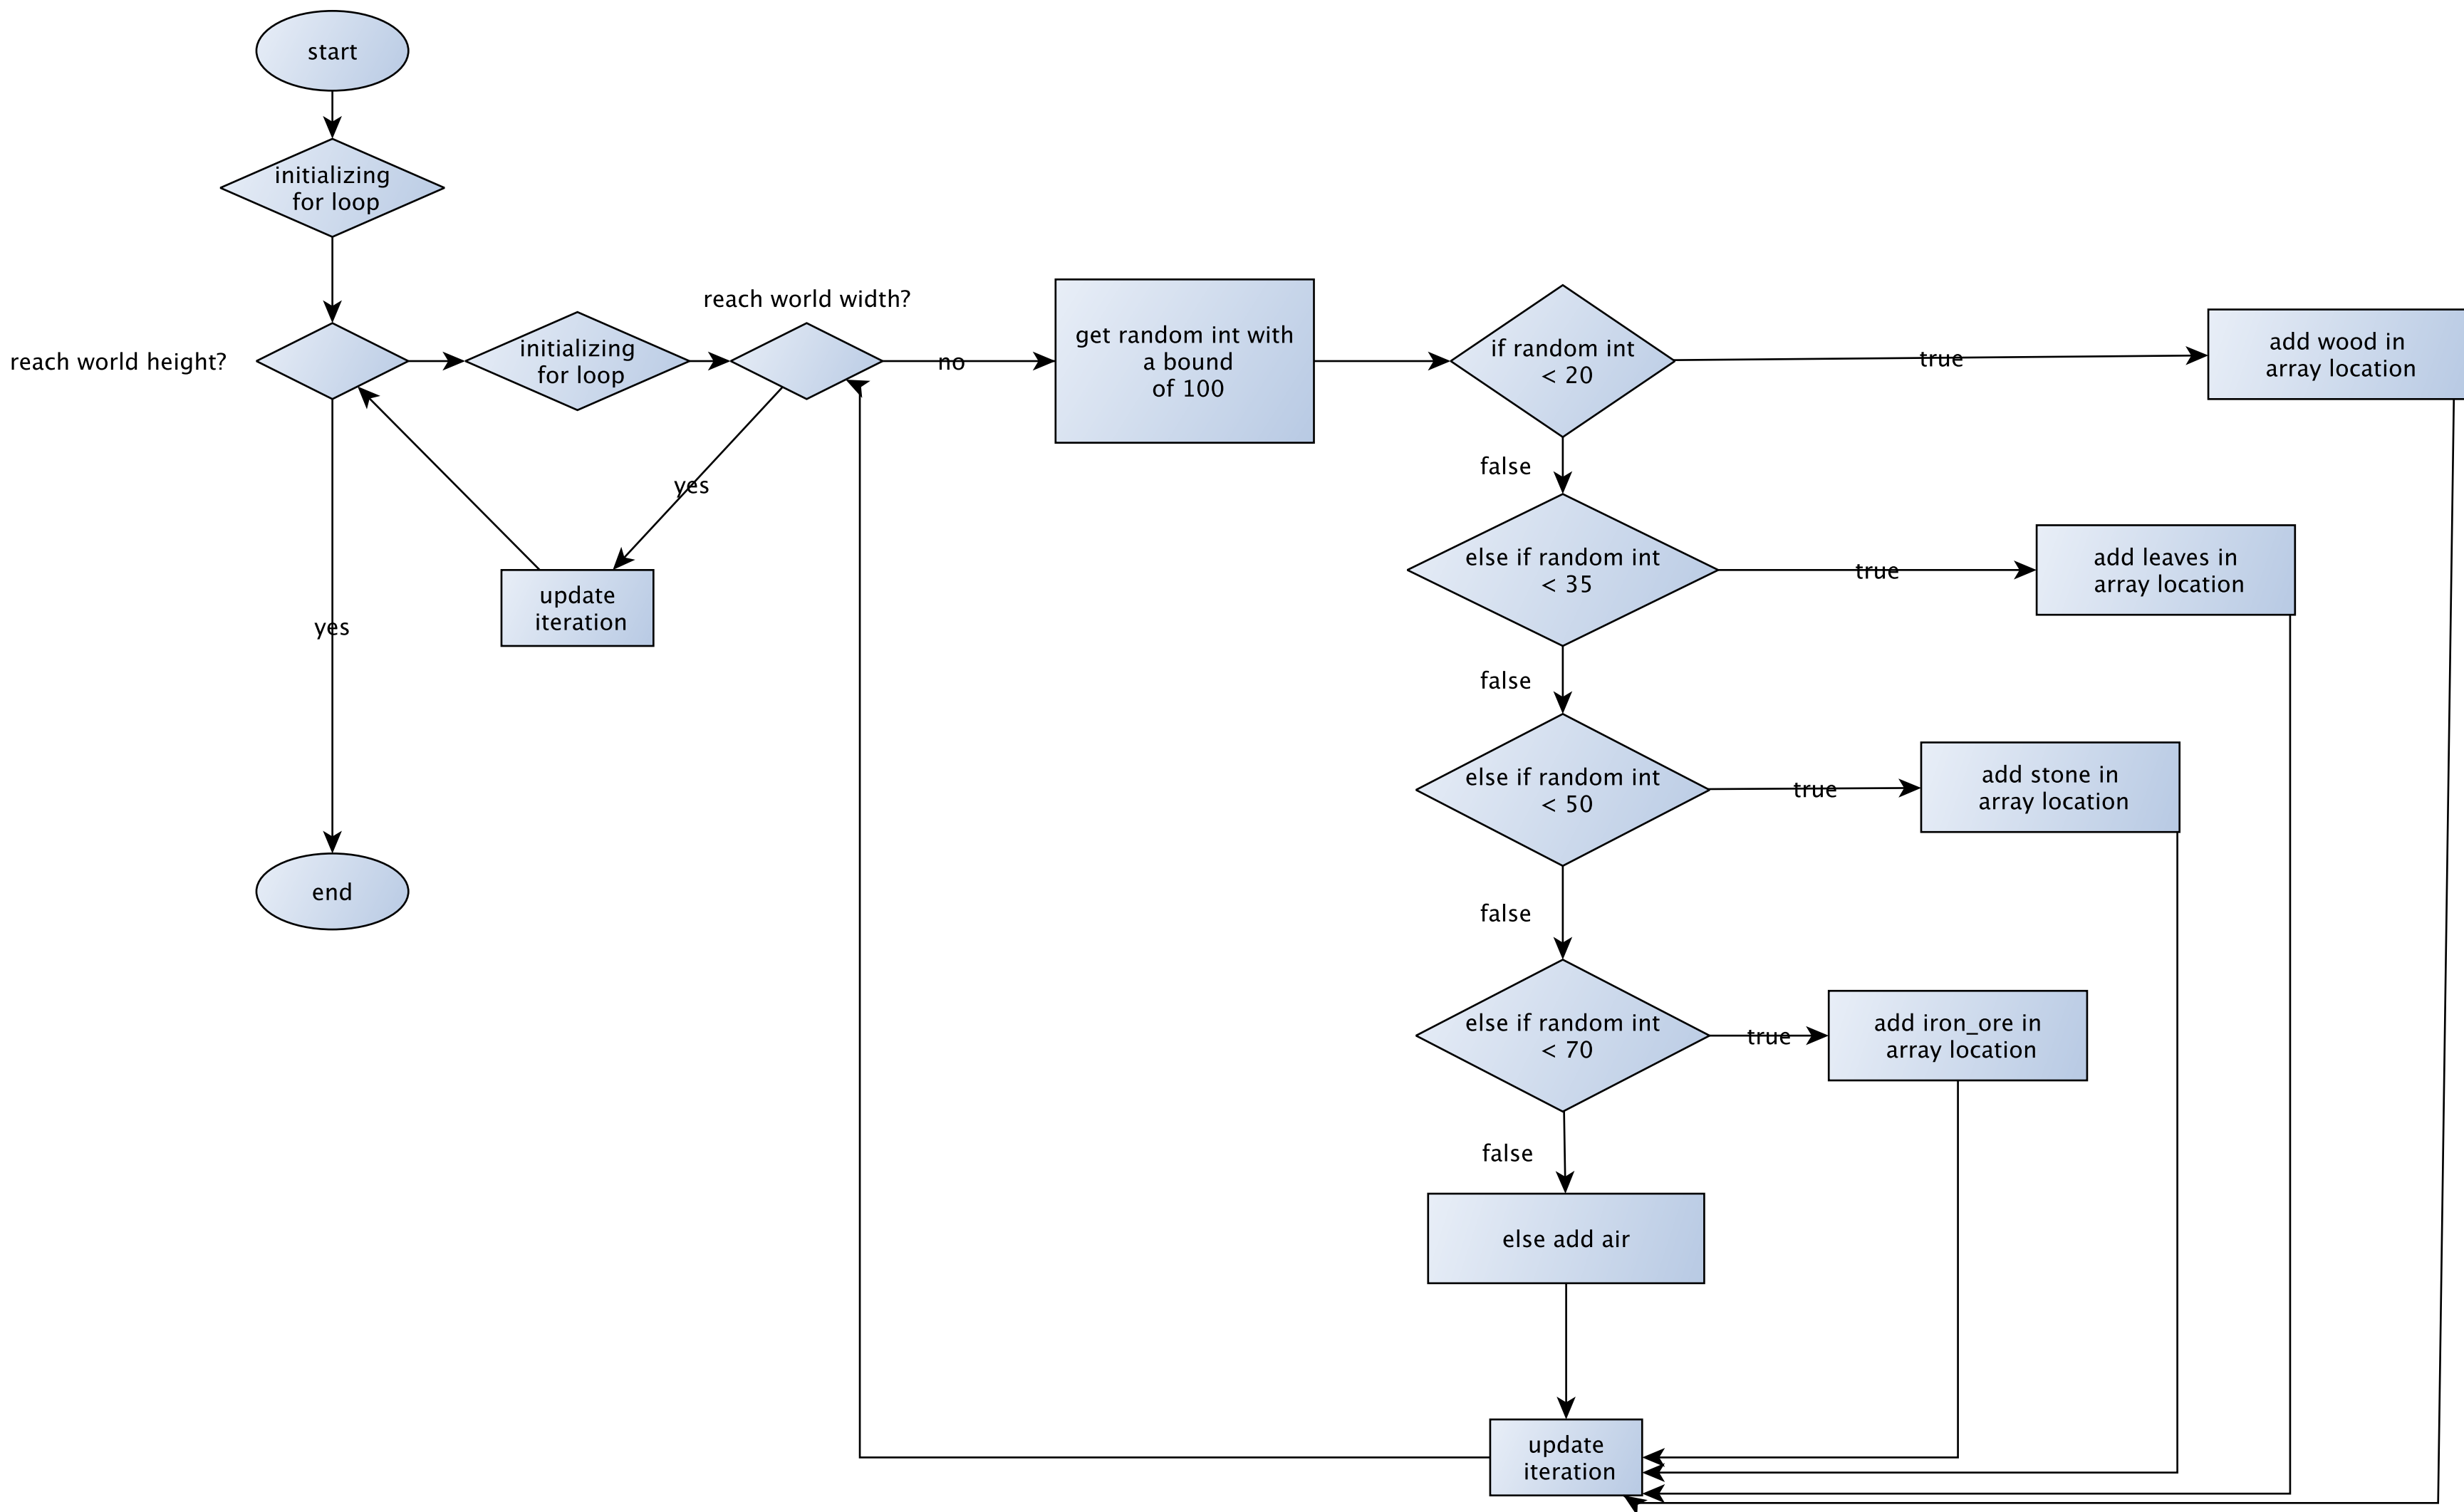 start
initializing
for loop
reach world height?
initializing
for loop
reach world width?
no
get random int with
a bound
of 100
if random int
< 20
true
add wood in
array location
yes
update
iteration
yes
end
false
else if random int
< 35
true
add leaves in
array location
false
else if random int
< 50
true
add stone in
array location
false
else if random int
< 70
true
add iron_ore in
array location
false
else add air
update
iteration